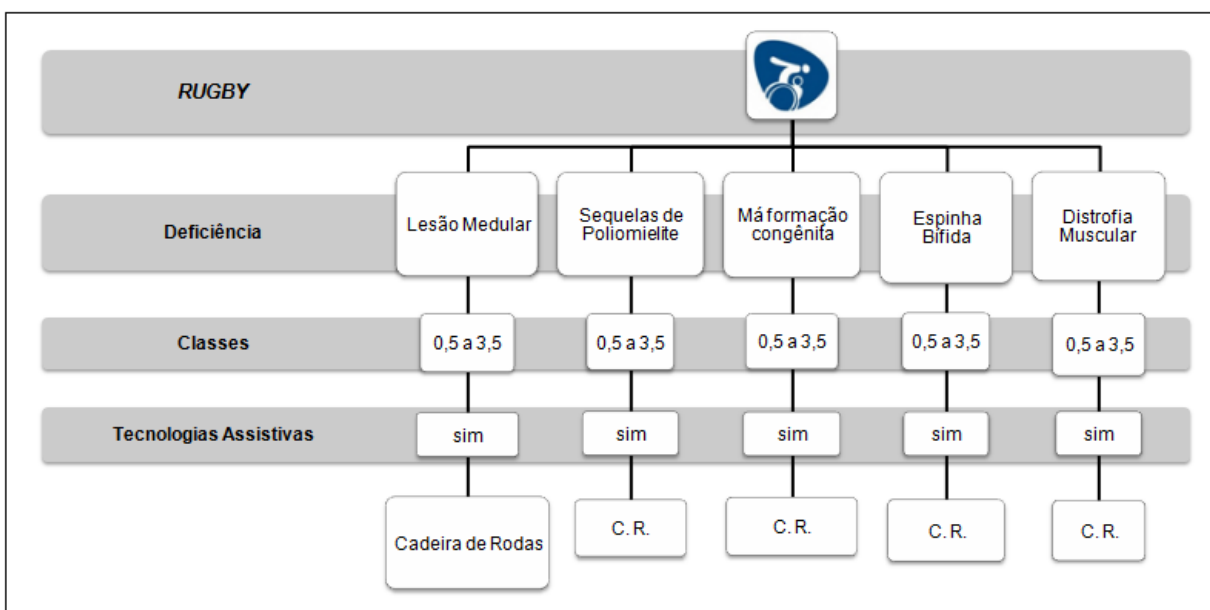 RUGBY
Deficiência
Lesão Medular
Sequelas de
Poliomielite
Má formação
congênita
Espinha
Bífida
Distrofia
Muscular
Classes
0,5 a 3,5
0,5 a 3,5
0,5 a 3,5
0,5 a 3,5
0,5 a 3,5
Tecnologias Assistivas
sim
sim
sim
sim
sim
Cadeira de Rodas
C. R.
C. R.
C. R.
C. R.